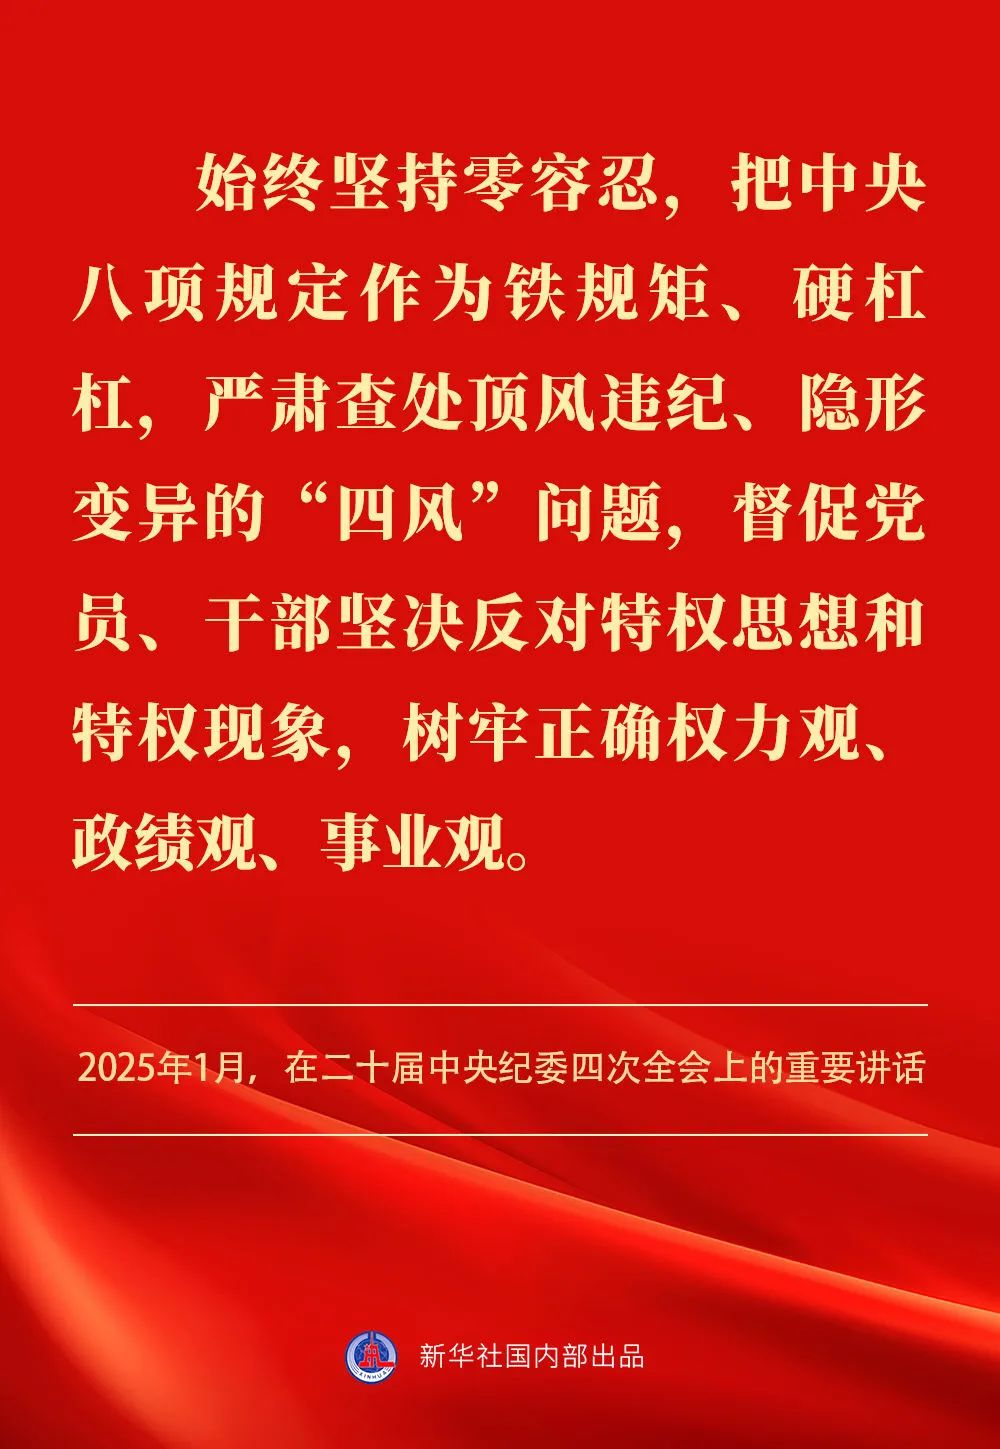 始终坚持零容忍，把中央
八项规定作为铁规矩、硬杠
杠，严肃查处顶风违纪、隐形
变异的“四风”问题，督促党
员、干部坚决反对特权思想和
特权现象，树牢正确权力观、
政绩观、事业观。
2025年1月，在二十届中央纪委四次全会上的重要讲话
XINHUA
新华社国内部出品